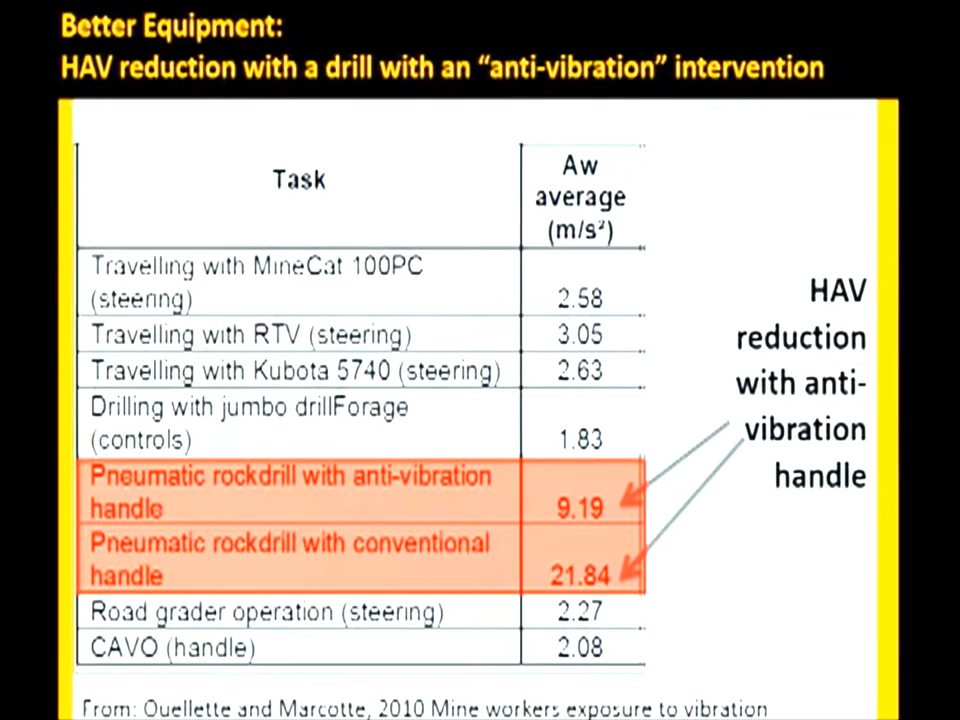 Better Equipment:
HAV reduction with a drill with an “anti-vibration” intervention
Task
Aw
average
(m/s²)
Travelling with MineCat 100PC
(steering)
2.58
Travelling with RTV (steering)
3.05
Travelling with Kubota 5740 (steering)
2.63
Drilling with jumbo drillForage
(controls)
1.83
Pneumatic rockdrill with anti-vibration
handle
9.19
Pneumatic rockdrill with conventional
handle
21.84
Road grader operation (steering)
2.27
CAVO (handle)
2.08
HAV
reduction
with anti-
vibration
handle
From: Ouellette and Marcotte, 2010 Mine workers exposure to vibration